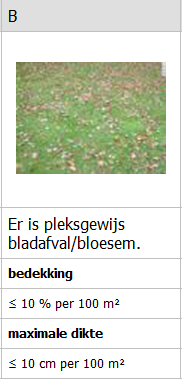 B
Er is pleksgewijs
bladafval/bloesem.
bedekking
≤ 10 % per 100 m²
maximale dikte
≤ 10 cm per 100 m²